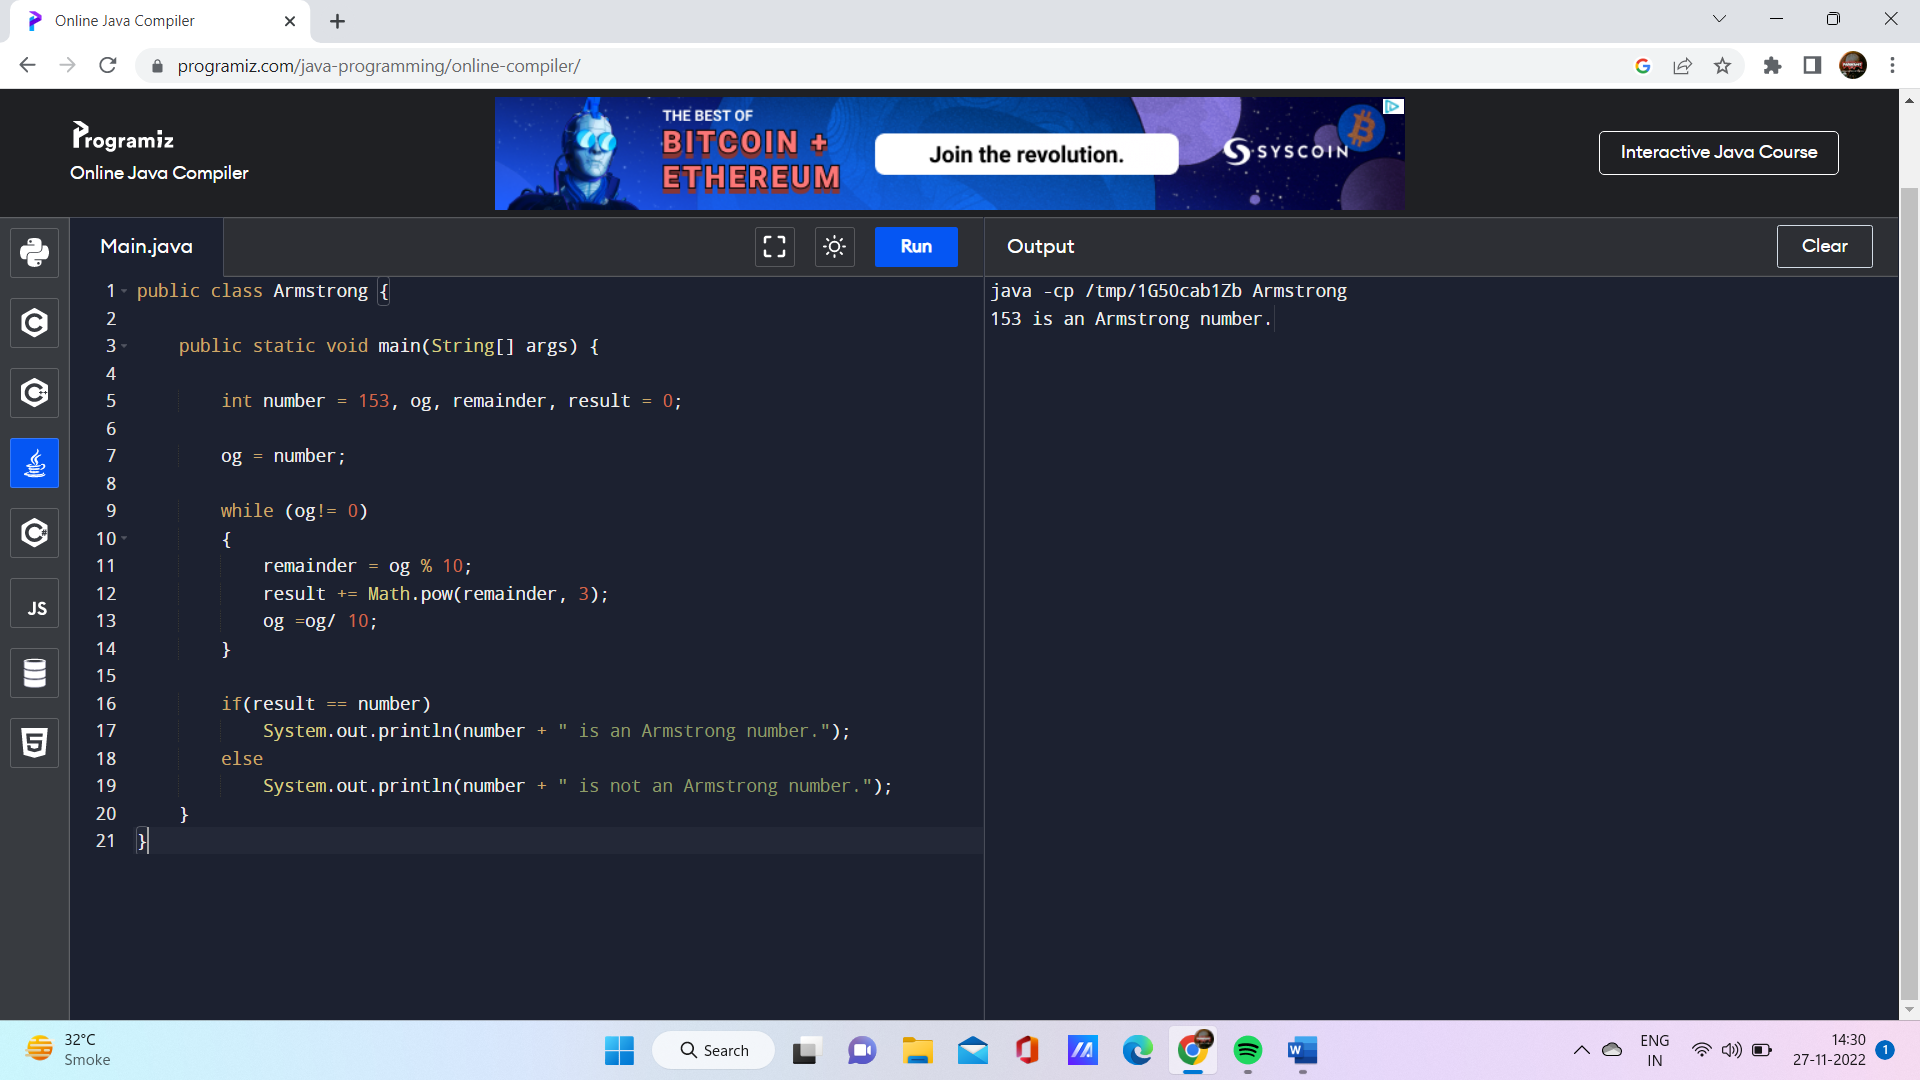 Online Java Compiler
programiz.com/java-programming/online-compiler/
Programiz
Online Java Compiler
THE BEST OF
BITCOIN +
ETHEREUM
Join the revolution.
SYSCOIN
Interactive Java Course
Main.java
Run
Output
Clear
1 public class Armstrong {
2
3 public static void main(String[] args) {
4
5 int number = 153, og, remainder, result = 0;
6
7 og = number;
8
9 while (og!= 0)
10 {
11 remainder = og % 10;
12 result += Math.pow(remainder, 3);
13 og =og/ 10;
14 }
15
16 if(result == number)
17 System.out.println(number + " is an Armstrong number.");
18 else
19 System.out.println(number + " is not an Armstrong number.");
20 }
21 }
java -cp /tmp/1G50cab1Zb Armstrong
153 is an Armstrong number.
JS
32°C
Smoke
Search
ENG
IN
14:30
27-11-2022
1